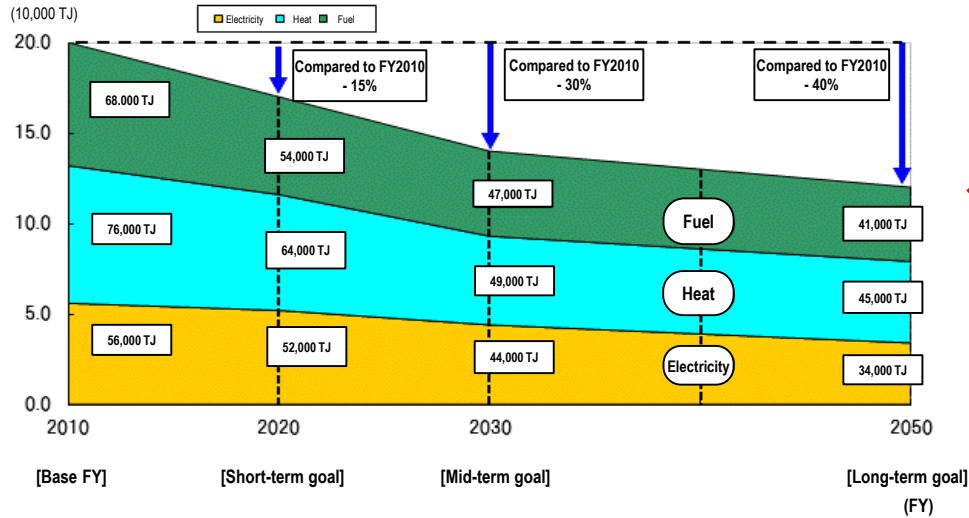 (10,000 TJ)
Electricity Heat Fuel
20.0
15.0
10.0
5.0
0.0
Compared to FY2010
- 15%
Compared to FY2010
- 30%
Compared to FY2010
- 40%
68.000 TJ
54,000 TJ
47,000 TJ
Fuel
41,000 TJ
76,000 TJ
64,000 TJ
49,000 TJ
Heat
45,000 TJ
56,000 TJ
52,000 TJ
44,000 TJ
Electricity
34,000 TJ
2010
2020
2030
2050
[Base FY]
[Short-term goal]
[Mid-term goal]
[Long-term goal]
(FY)